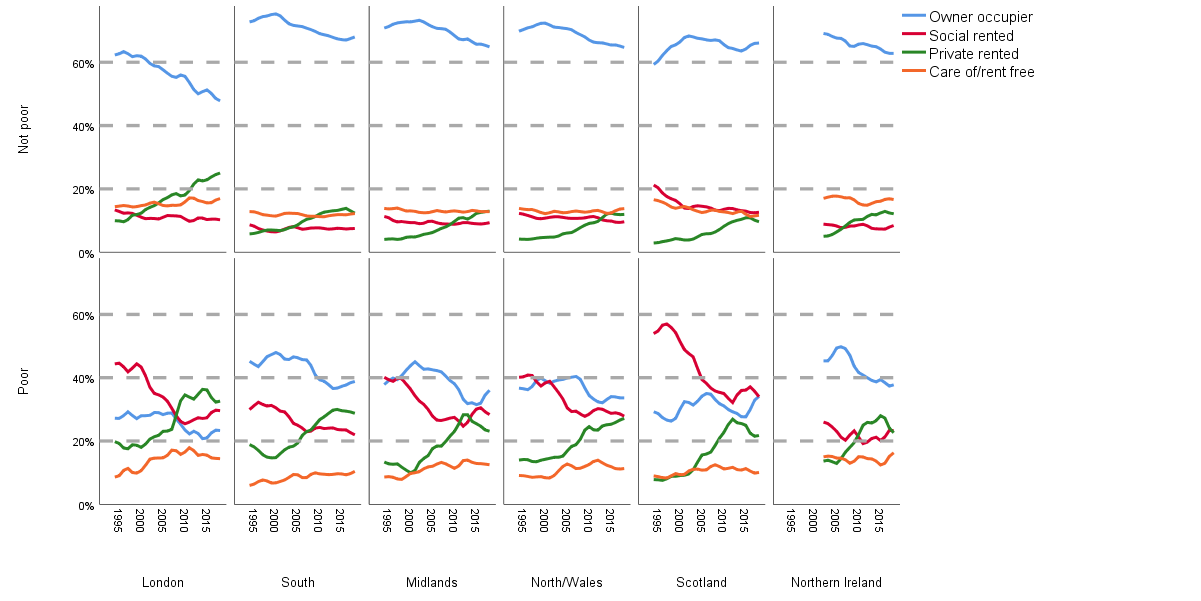 Owner occupier
Social rented
Private rented
Care of/rent free
Not poor
60%
40%
20%
0%
Poor
60%
40%
20%
0%
1995 2000 2005 2010 2015 1995 2000 2005 2010 2015 1995 2000 2005 2010 2015 1995 2000 2005 2010 2015 1995 2000 2005 2010 2015 1995 2000 2005 2010 2015
London South Midlands North/Wales Scotland Northern Ireland